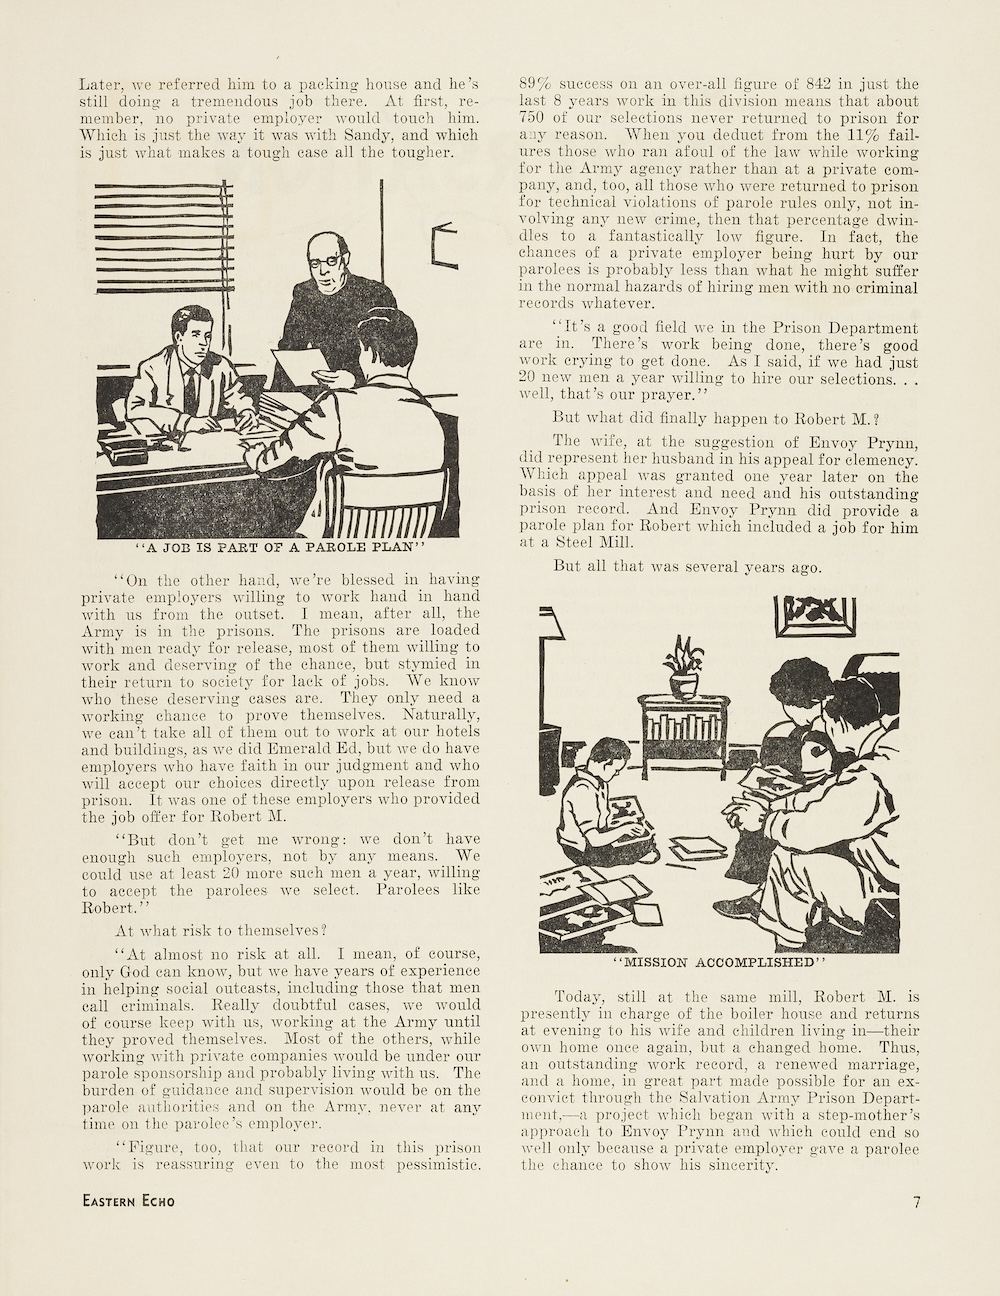 Later, we referred him to a packing house and he's
still doing a tremendous job there. At first, re-
member, no private employer would touch him.
Which is just the way it was with Sandy, and which
is just what makes a tough case all the tougher.
"A JOB IS PART OF A PAROLE PLAN"
"On the other hand, we're blessed in having
private employers willing to work hand in hand
with us from the outset. I mean, after all, the
Army is in the prisons. The prisons are loaded
with men ready for release, most of them willing to
work and deserving of the chance, but stymied in
their return to society for lack of jobs. We know
who these deserving cases are. They only need a
working chance to prove themselves. Naturally,
we can't take all of them out to work at our hotels
and buildings, as we did Emerald Ed, but we do have
employers who have faith in our judgment and who
will accept our choices directly upon release from
prison. It was one of these employers who provided
the job offer for Robert M.
"But don't get me wrong: we don't have
enough such employers, not by any means. We
could use at least 20 more such men a year, willing
to accept the parolees we select. Parolees like
Robert."
At what risk to themselves?
"At almost no risk at all. I mean, of course,
only God can know, but we have years of experience
in helping social outcasts, including those that men
call criminals. Really doubtful cases, we would
of course keep with us, working at the Army until
they proved themselves. Most of the others, while
working with private companies would be under our
parole sponsorship and probably living with us. The
burden of guidance and supervision would be on the
parole authorities and on the Army, never at any
time on the parolee's employer.
"Figure, too, that our record in this prison
work is reassuring even to the most pessimistic.
89% success on an over-all figure of 842 in just the
last 8 years work in this division means that about
750 of our selections never returned to prison for
any reason. When you deduct from the 11% fail-
ures those who ran afoul of the law while working
for the Army agency rather than at a private com-
pany, and, too, all those who were returned to prison
for technical violations of parole rules only, not in-
volving any new crime, then that percentage dwin-
dles to a fantastically low figure. In fact, the
chances of a private employer being hurt by our
parolees is probably less than what he might suffer
in the normal hazards of hiring men with no criminal
records whatever.
"It's a good field we in the Prison Department
are in. There's work being done, there's good
work crying to get done. As I said, if we had just
20 new men a year willing to hire our selections. . .
well, that's our prayer."
But what did finally happen to Robert M.?
The wife, at the suggestion of Envoy Prynn,
did represent her husband in his appeal for clemency.
Which appeal was granted one year later on the
basis of her interest and need and his outstanding
prison record. And Envoy Prynn did provide a
parole plan for Robert which included a job for him
at a Steel Mill.
But all that was several years ago.
"MISSION ACCOMPLISHED"
Today, still at the same mill, Robert M. is
presently in charge of the boiler house and returns
at evening to his wife and children living in—their
own home once again, but a changed home. Thus,
an outstanding work record, a renewed marriage,
and a home, in great part made possible for an ex-
convict through the Salvation Army Prison Depart-
ment,—a project which began with a step-mother's
approach to Envoy Prynn and which could end so
well only because a private employer gave a parolee
the chance to show his sincerity.
EASTERN ECHO
7